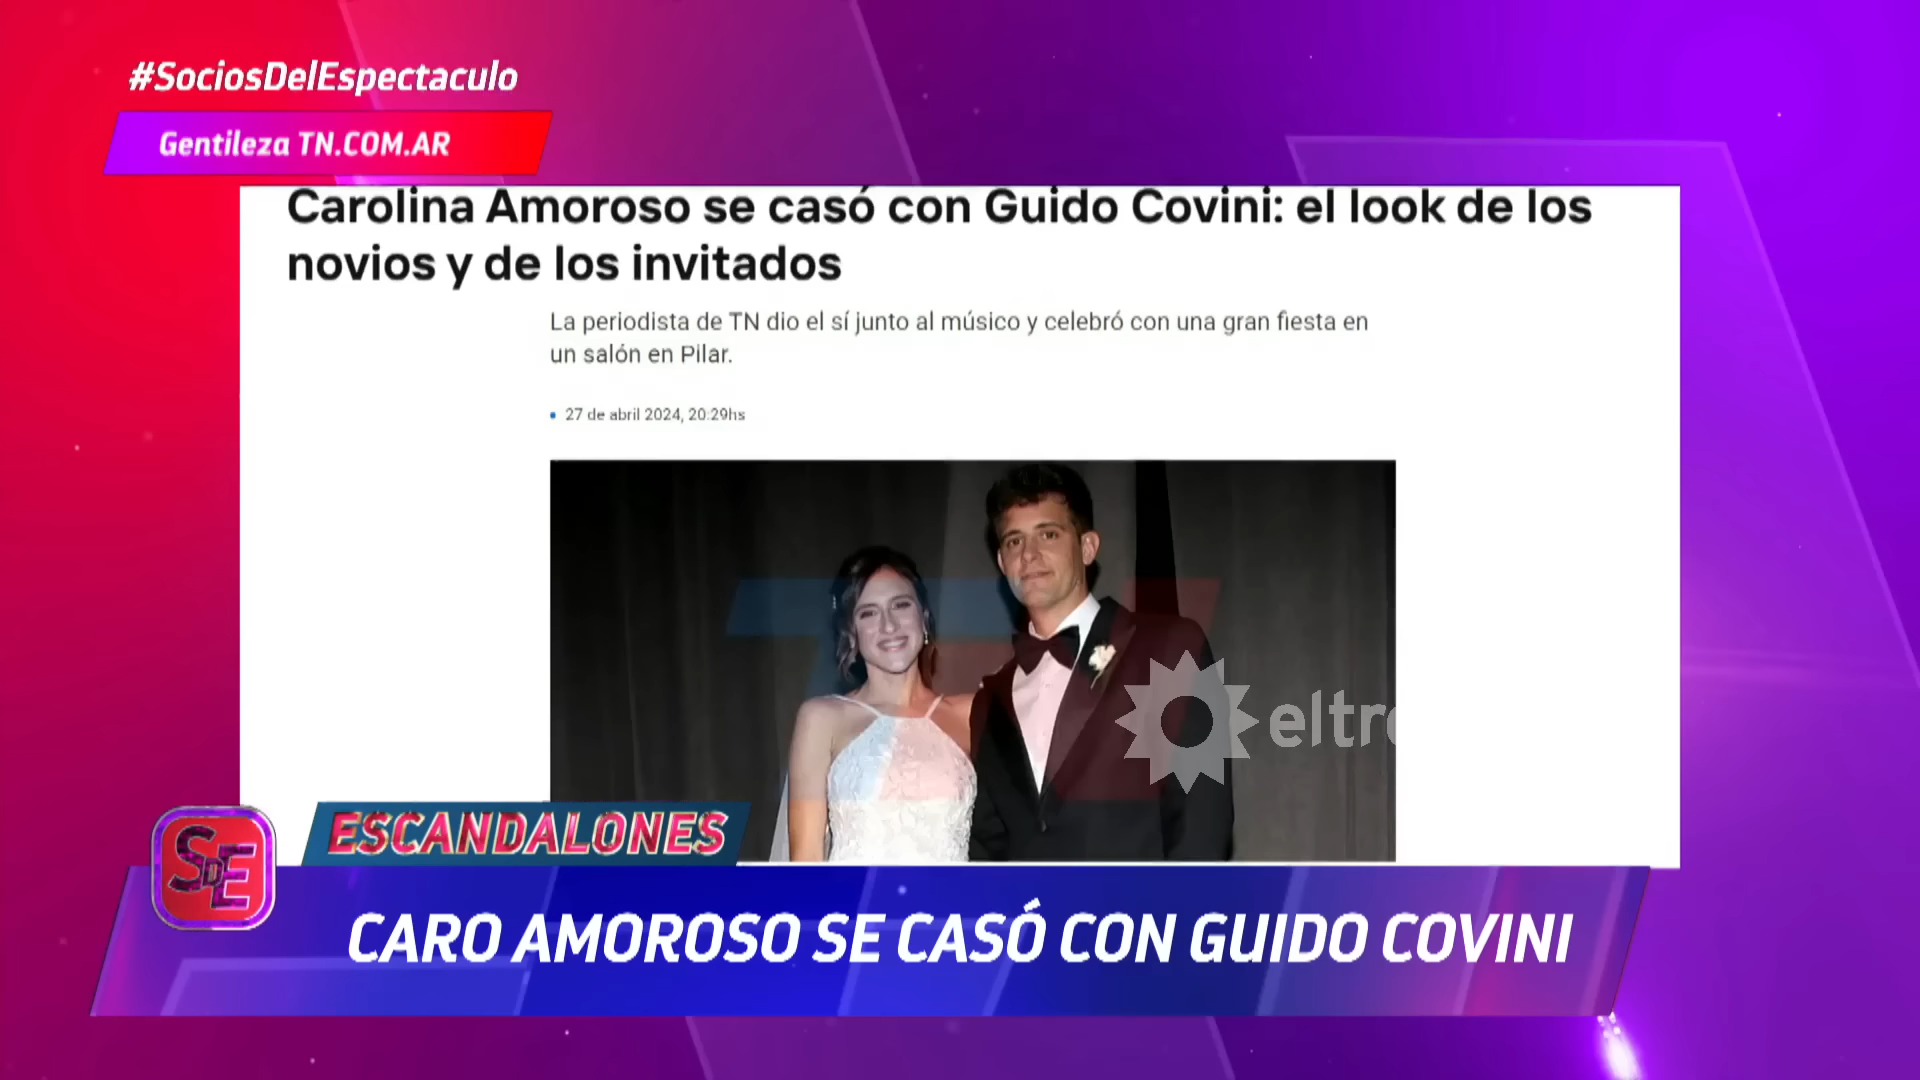 #SociosDelEspectaculo
Gentileza TN.COM.AR
Carolina Amoroso se casó con Guido Covini: el look de los
novios y de los invitados
La periodista de TN dio el sí junto al músico y celebró con una gran fiesta en
un salón en Pilar.
27 de abril 2024, 20:29hs
TN
eltre
ESCANDALONES
SDE
CARO AMOROSO SE CASÓ CON GUIDO COVINI